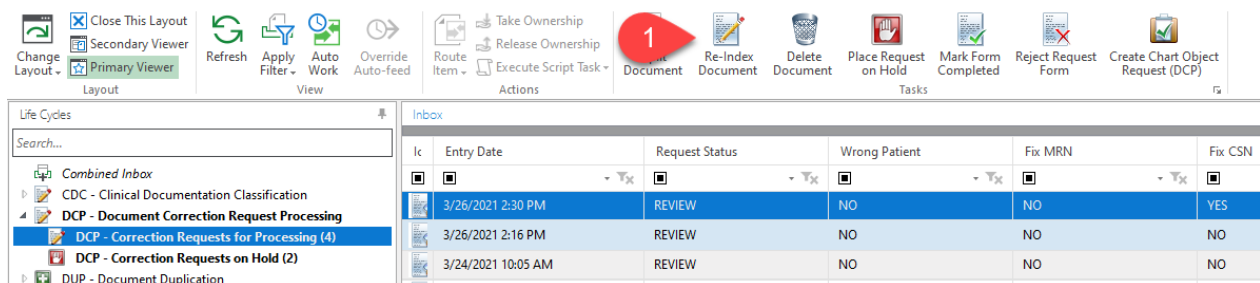 Change
Layout
Close This Layout
Secondary Viewer
Primary Viewer
Layout
Refresh
Apply
Filter
Auto
Work
Override
Auto-feed
View
Route
Item
Take Ownership
Release Ownership
Execute Script Task
Actions
1
Document
Re-Index
Document
Delete
Document
Place Request
on Hold
Mark Form
Completed
Reject Request
Form
Create Chart Object
Request (DCP)
Tasks
Life Cycles
Search...
Combined Inbox
CDC - Clinical Documentation Classification
DCP - Document Correction Request Processing
DCP - Correction Requests for Processing (4)
DCP - Correction Requests on Hold (2)
DUP - Document Duplication
Inbox
Ic Entry Date Request Status Wrong Patient Fix MRN Fix CSN
3/26/2021 2:30 PM REVIEW NO NO YES
3/26/2021 2:16 PM REVIEW NO NO NO
3/24/2021 10:05 AM REVIEW NO NO NO